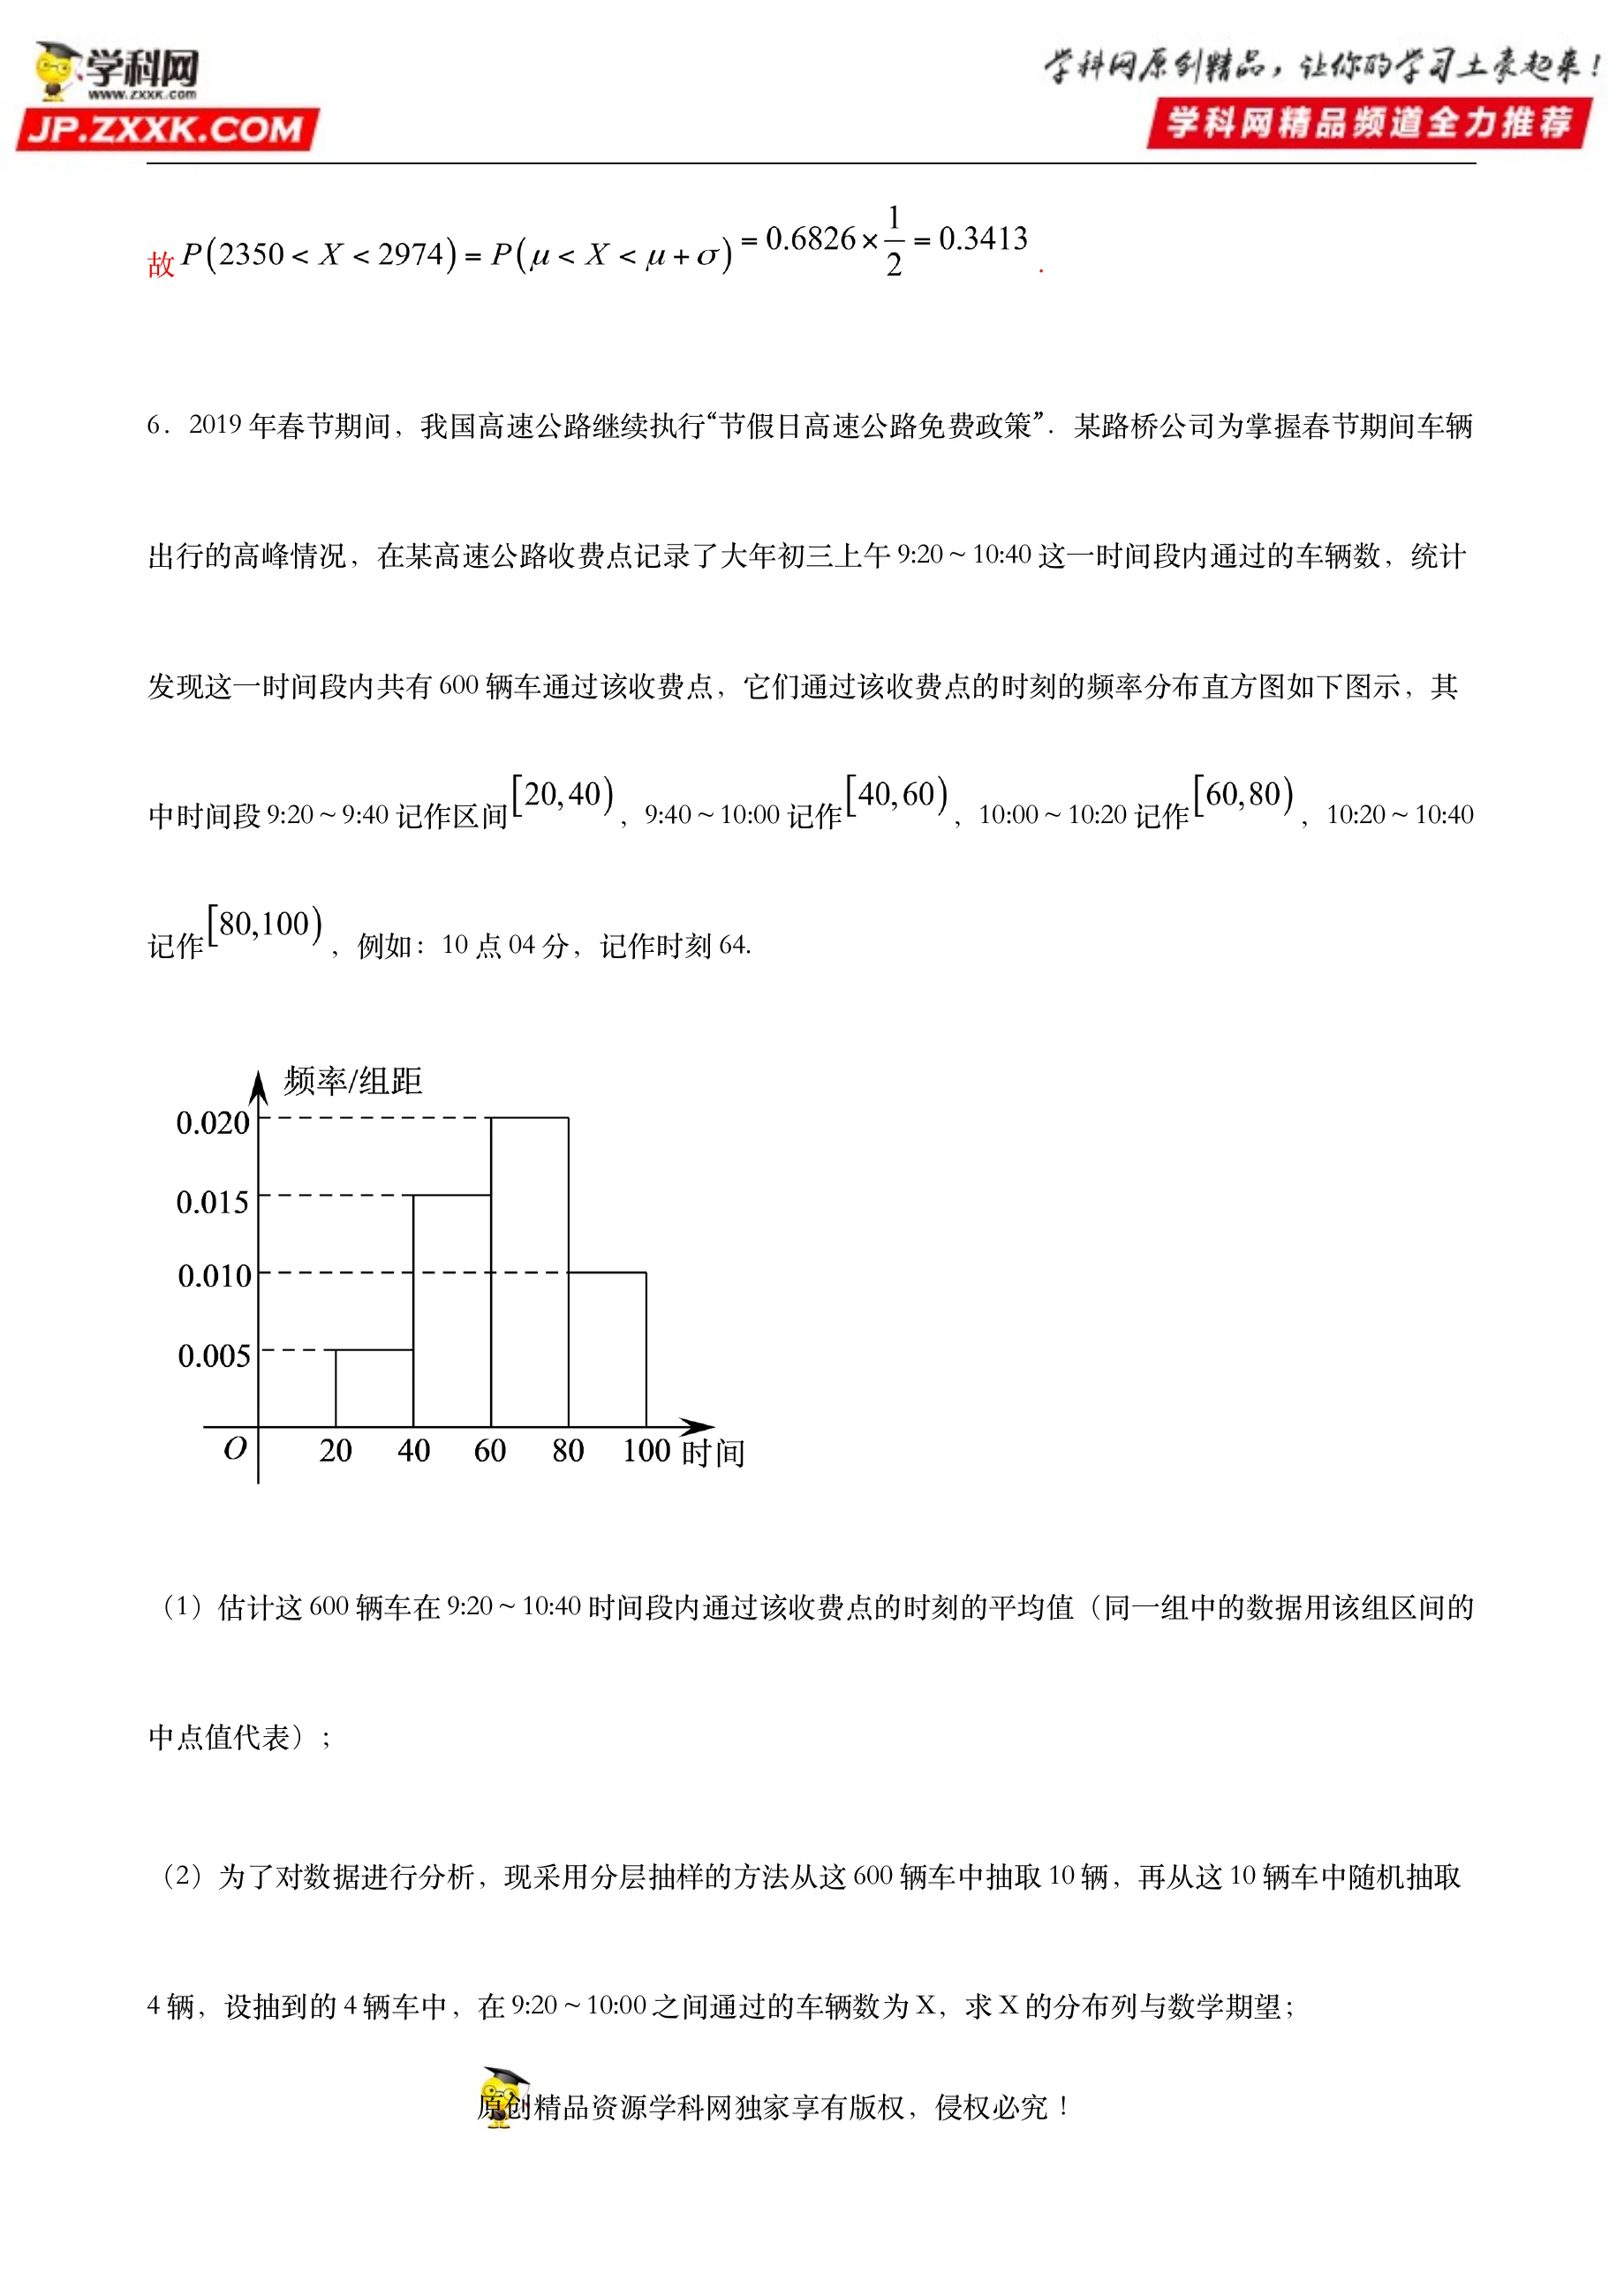 学科网
www.zxxk.com
JP.ZXXK.COM
学科网原创精品，让你的学习土豪起来！
学科网精品频道全力推荐
故P(2350 < X < 2974) = P(μ < X < μ + σ) = 0.6826 × 1/2 = 0.3413．
6．2019 年春节期间，我国高速公路继续执行“节假日高速公路免费政策”．某路桥公司为掌握春节期间车辆
出行的高峰情况，在某高速公路收费点记录了大年初三上午 9:20 ~ 10:40 这一时间段内通过的车辆数，统计
发现这一时间段内共有 600 辆车通过该收费点，它们通过该收费点的时刻的频率分布直方图如下图示，其
中时间段 9:20 ~ 9:40 记作区间[20,40)，9:40 ~ 10:00 记作[40,60)，10:00 ~ 10:20 记作[60,80)，10:20 ~ 10:40
记作[80,100)，例如：10 点 04 分，记作时刻 64.
频率/组距
0.020
0.015
0.010
0.005
O 20 40 60 80 100 时间
（1）估计这 600 辆车在 9:20 ~ 10:40 时间段内通过该收费点的时刻的平均值（同一组中的数据用该组区间的
中点值代表）；
（2）为了对数据进行分析，现采用分层抽样的方法从这 600 辆车中抽取 10 辆，再从这 10 辆车中随机抽取
4 辆，设抽到的 4 辆车中，在 9:20 ~ 10:00 之间通过的车辆数为 X，求 X 的分布列与数学期望；
原创精品资源学科网独家享有版权，侵权必究！